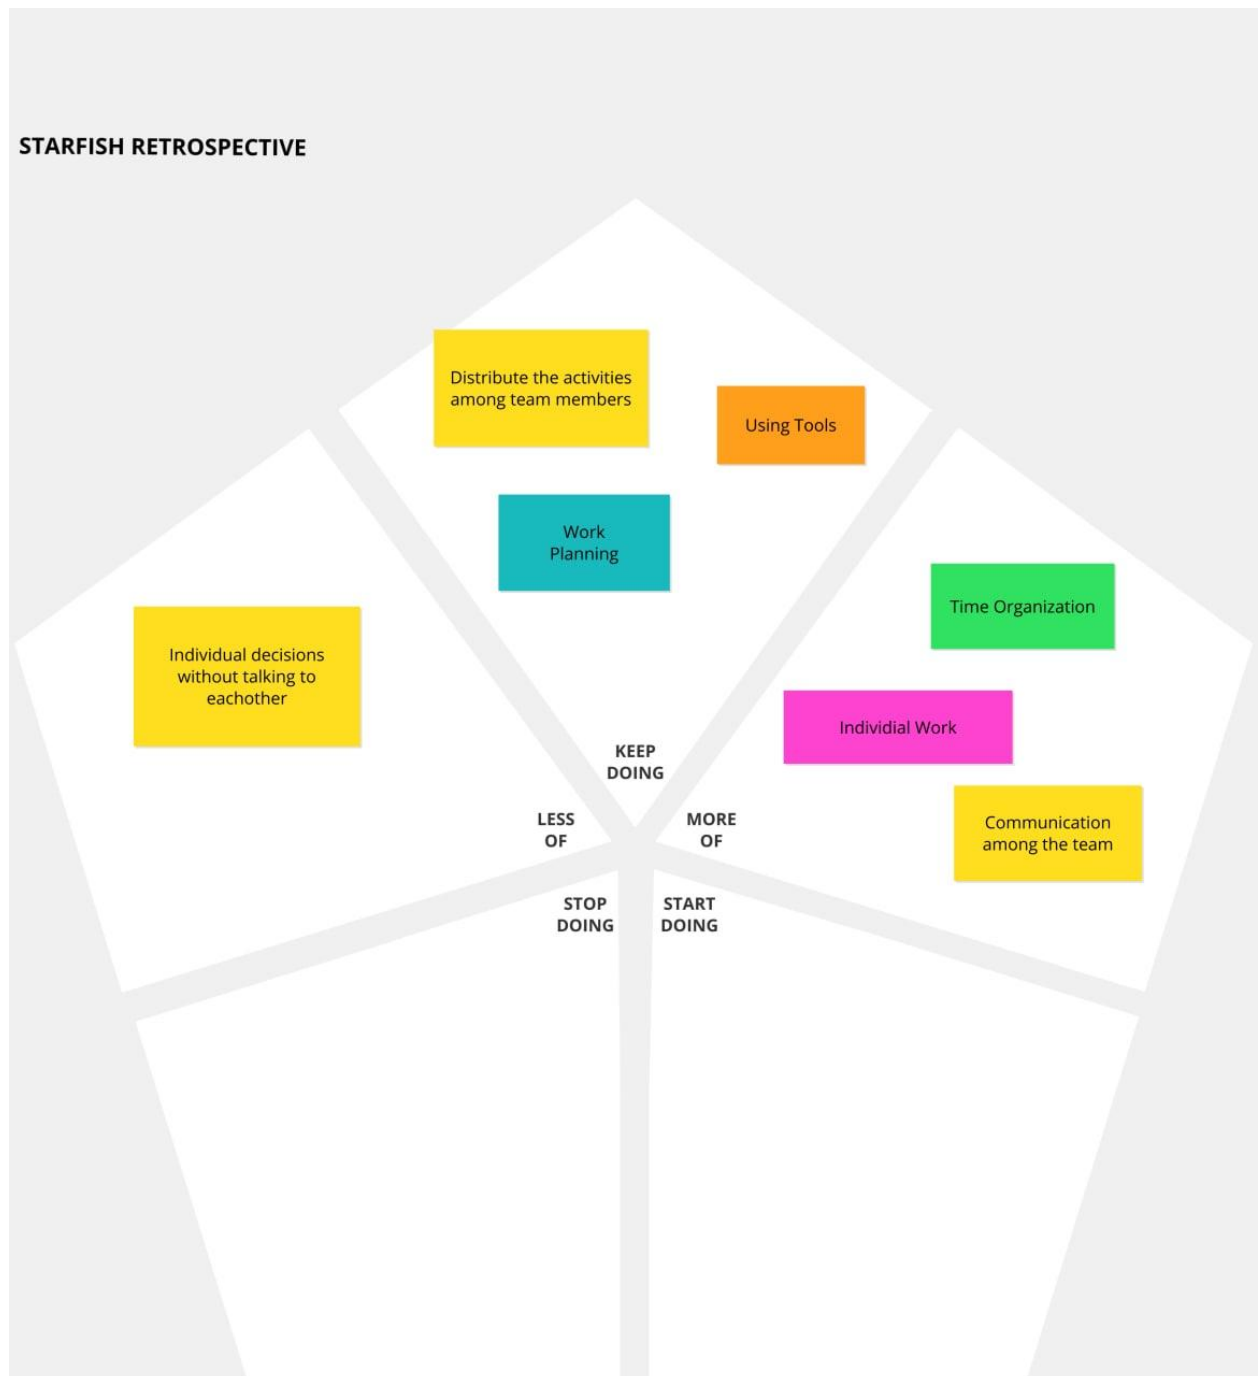 STARFISH RETROSPECTIVE
Distribute the activities
among team members
Using Tools
Work
Planning
Time Organization
Individual decisions
without talking to
eachother
Individial Work
KEEP
DOING
Communication
among the team
LESS
OF
MORE
OF
STOP
DOING
START
DOING